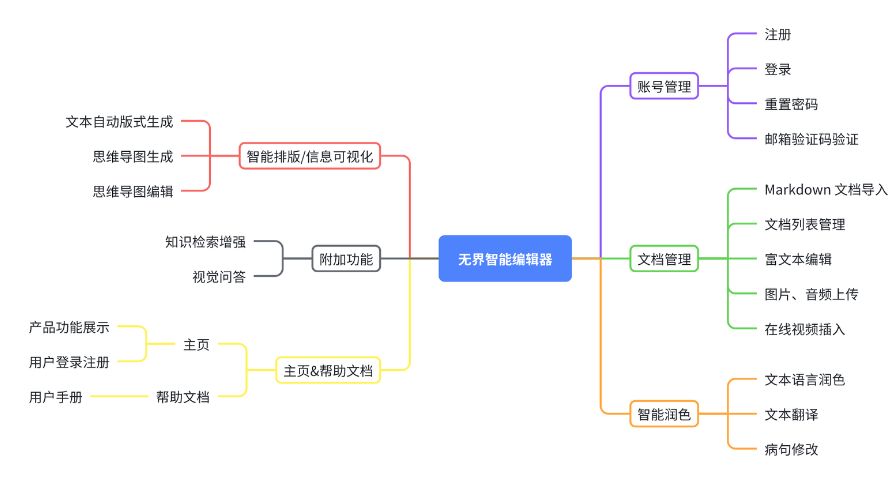 无界智能编辑器
账号管理
注册
登录
重置密码
邮箱验证码验证
文档管理
Markdown 文档导入
文档列表管理
富文本编辑
图片、音频上传
在线视频插入
智能润色
文本语言润色
文本翻译
病句修改
智能排版/信息可视化
文本自动版式生成
思维导图生成
思维导图编辑
附加功能
知识检索增强
视觉问答
主页&帮助文档
主页
产品功能展示
用户登录注册
帮助文档
用户手册